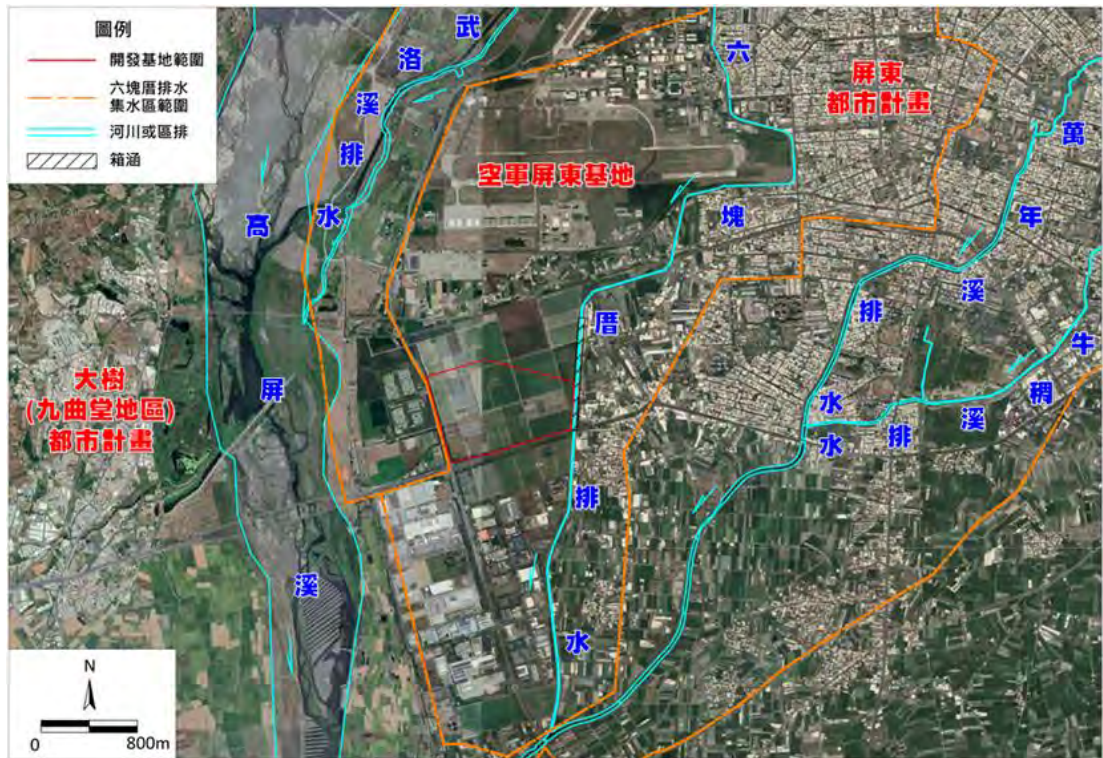 圖例
開發基地範圍
六塊厝排水
集水區範圍
河川或區排
箱涵
武洛溪排水
六塊厝排水
屏東
都市計畫
萬年溪排水
空軍屏東基地
高屏溪
大樹
(九曲堂地區)
都市計畫
牛稠溪排水
N
0 800m